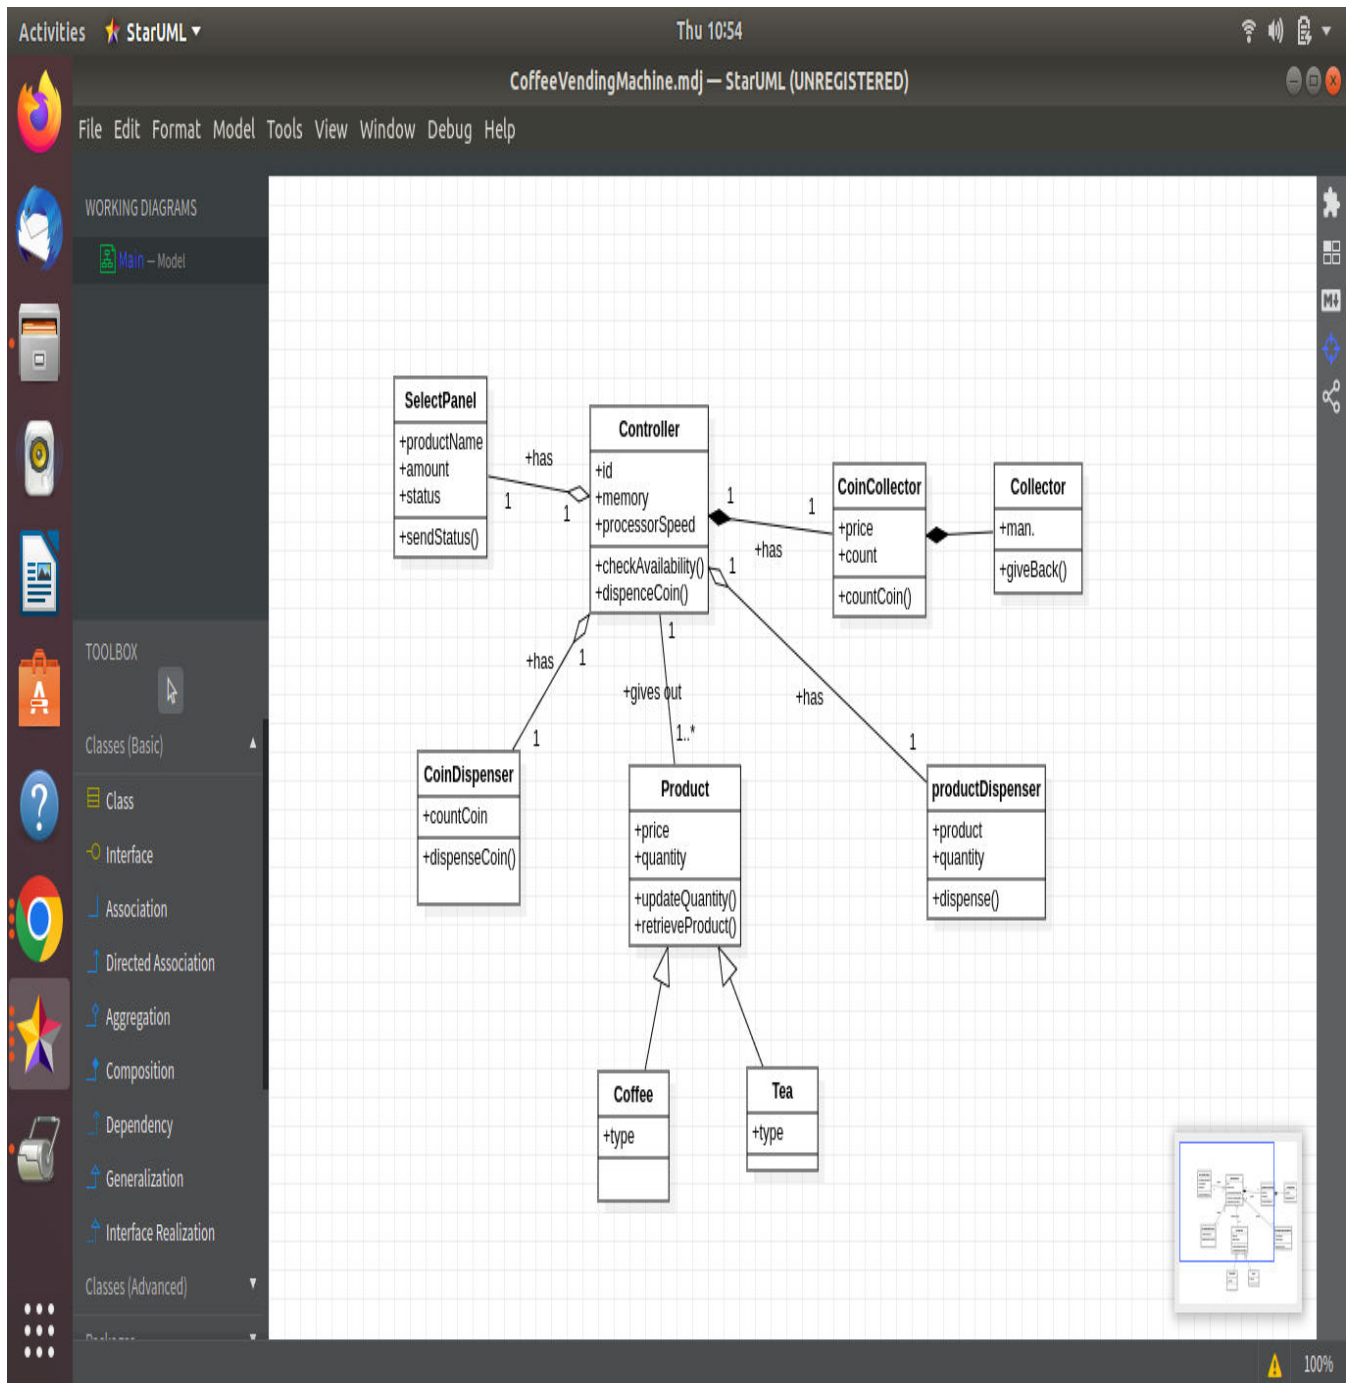 Activities StarUML Thu 10:54
CoffeeVendingMachine.mdj — StarUML (UNREGISTERED)
File Edit Format Model Tools View Window Debug Help
WORKING DIAGRAMS
Main — Model
TOOLBOX
Classes (Basic)
Class
Interface
Association
Directed Association
Aggregation
Composition
Dependency
Generalization
Interface Realization
Classes (Advanced)
Packages
SelectPanel
+productName
+amount
+status
+sendStatus()
+has
1
1
Controller
+id
+memory
+processorSpeed
+checkAvailability()
+dispenceCoin()
1
1
+has
CoinCollector
+price
+count
+countCoin()
Collector
+man.
+giveBack()
1
+has
1
+has
1
1
1
+gives out
1..*
CoinDispenser
+countCoin
+dispenseCoin()
Product
+price
+quantity
+updateQuantity()
+retrieveProduct()
productDispenser
+product
+quantity
+dispense()
Coffee
+type
Tea
+type
M
100%